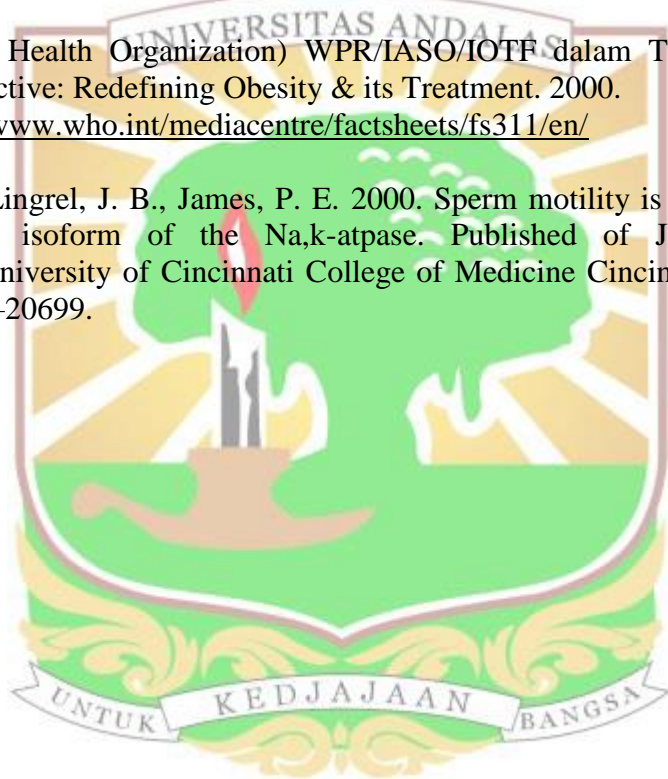 UNIVERSITAS ANDALAS
Health Organization) WPR/IASO/IOTF dalam T
ctive: Redefining Obesity & its Treatment. 2000.
www.who.int/mediacentre/factsheets/fs311/en/
Lingrel, J. B., James, P. E. 2000. Sperm motility is
isoform of the Na,k-atpase. Published of J
niversity of Cincinnati College of Medicine Cincin
-20699.
UNTUK KEDJAJAAN BANGSA